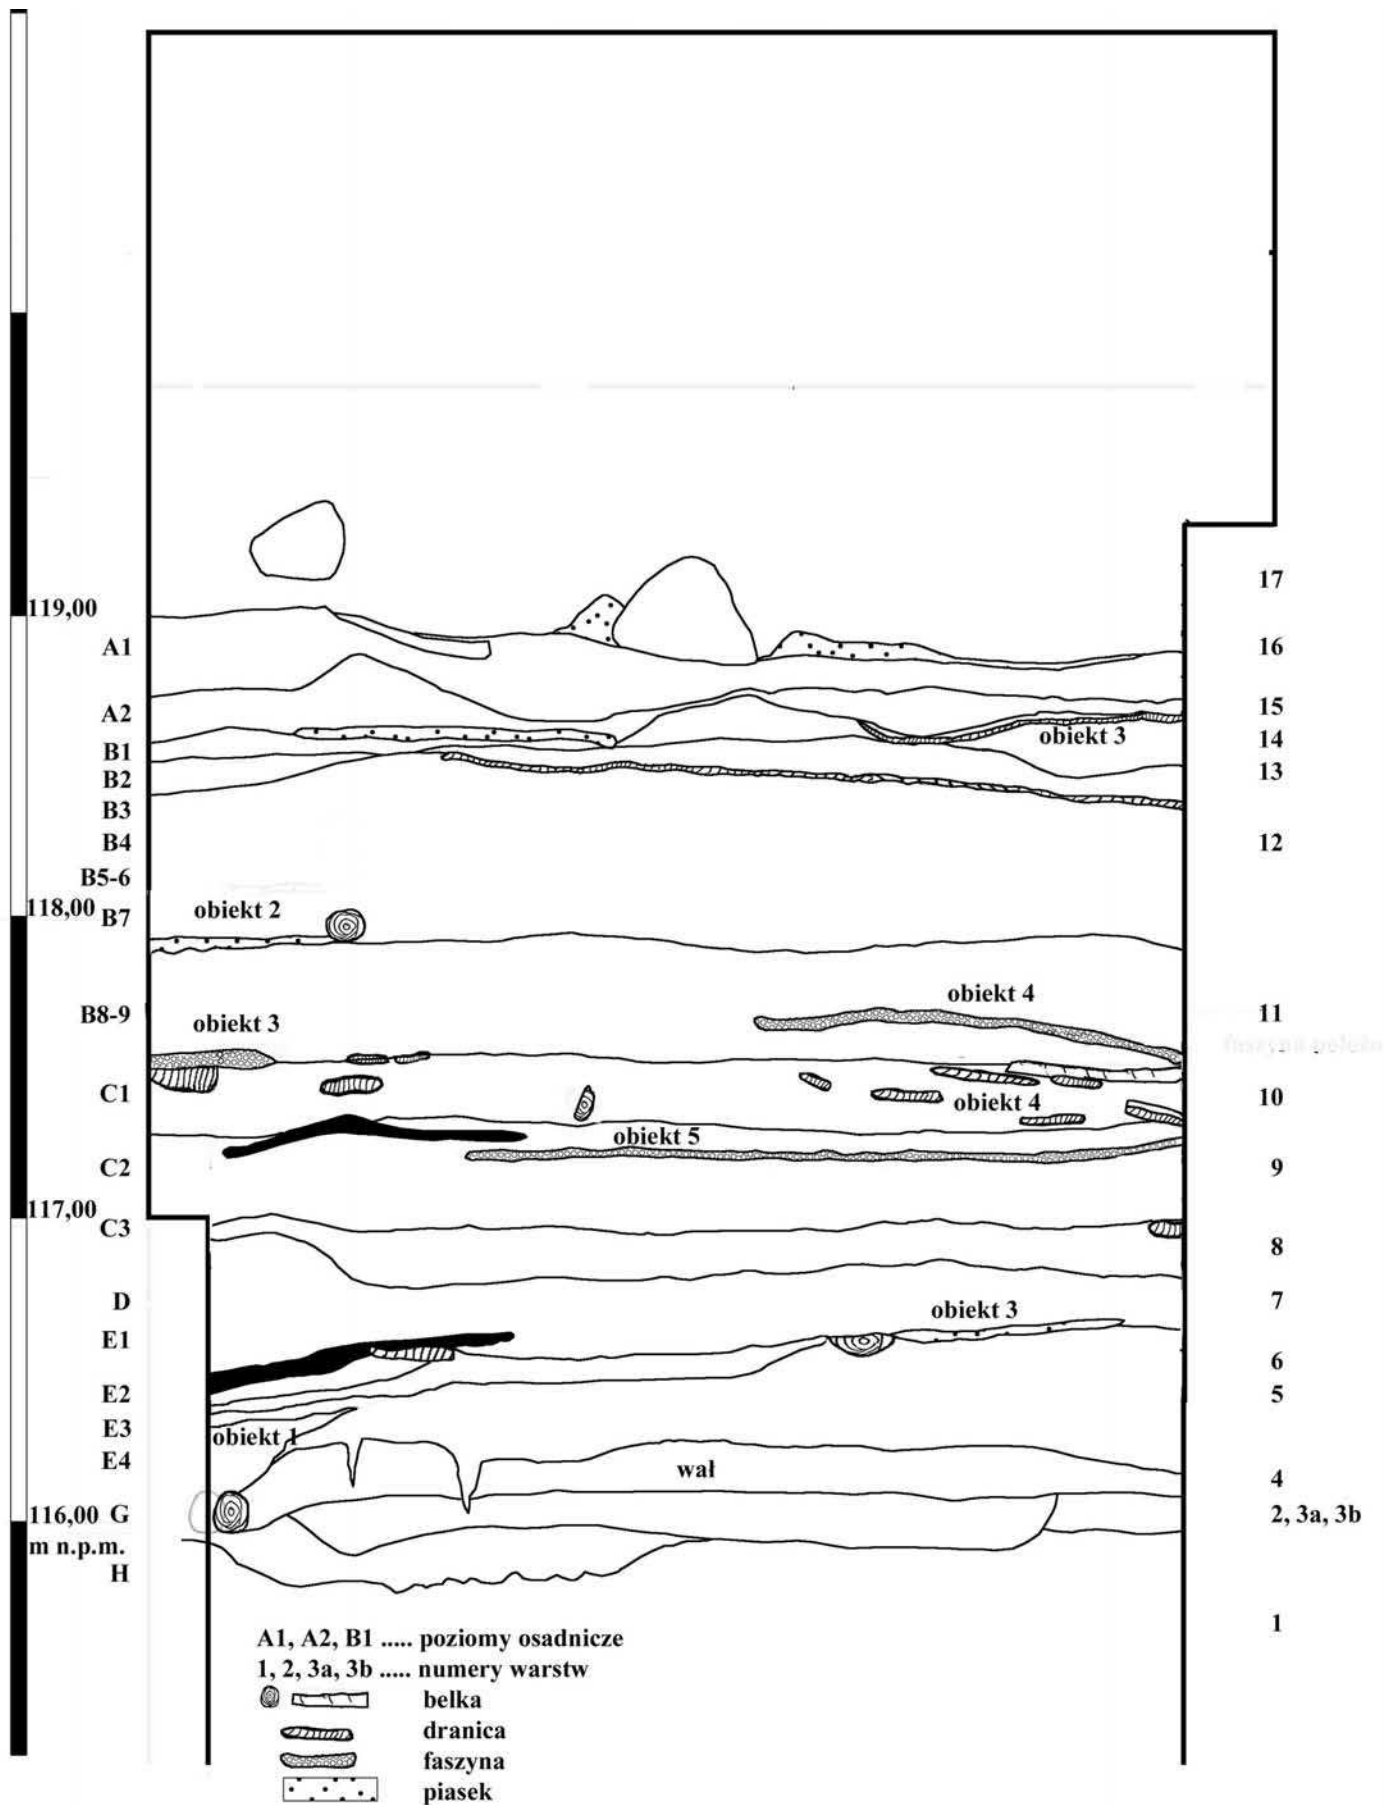 17
119,00
A1
16
A2
15
B1
obiekt 3
14
B2
13
B3
B4
12
B5-6
118,00
B7
obiekt 2
B8-9
obiekt 3
obiekt 4
11
C1
obiekt 4
10
obiekt 5
C2
9
117,00
C3
8
D
7
E1
obiekt 3
6
E2
5
E3
obiekt 1
E4
wał
4
116,00 G
2, 3a, 3b
m n.p.m.
H
1
A1, A2, B1 ..... poziomy osadnicze
1, 2, 3a, 3b ..... numery warstw
belka
dranica
faszyna
piasek